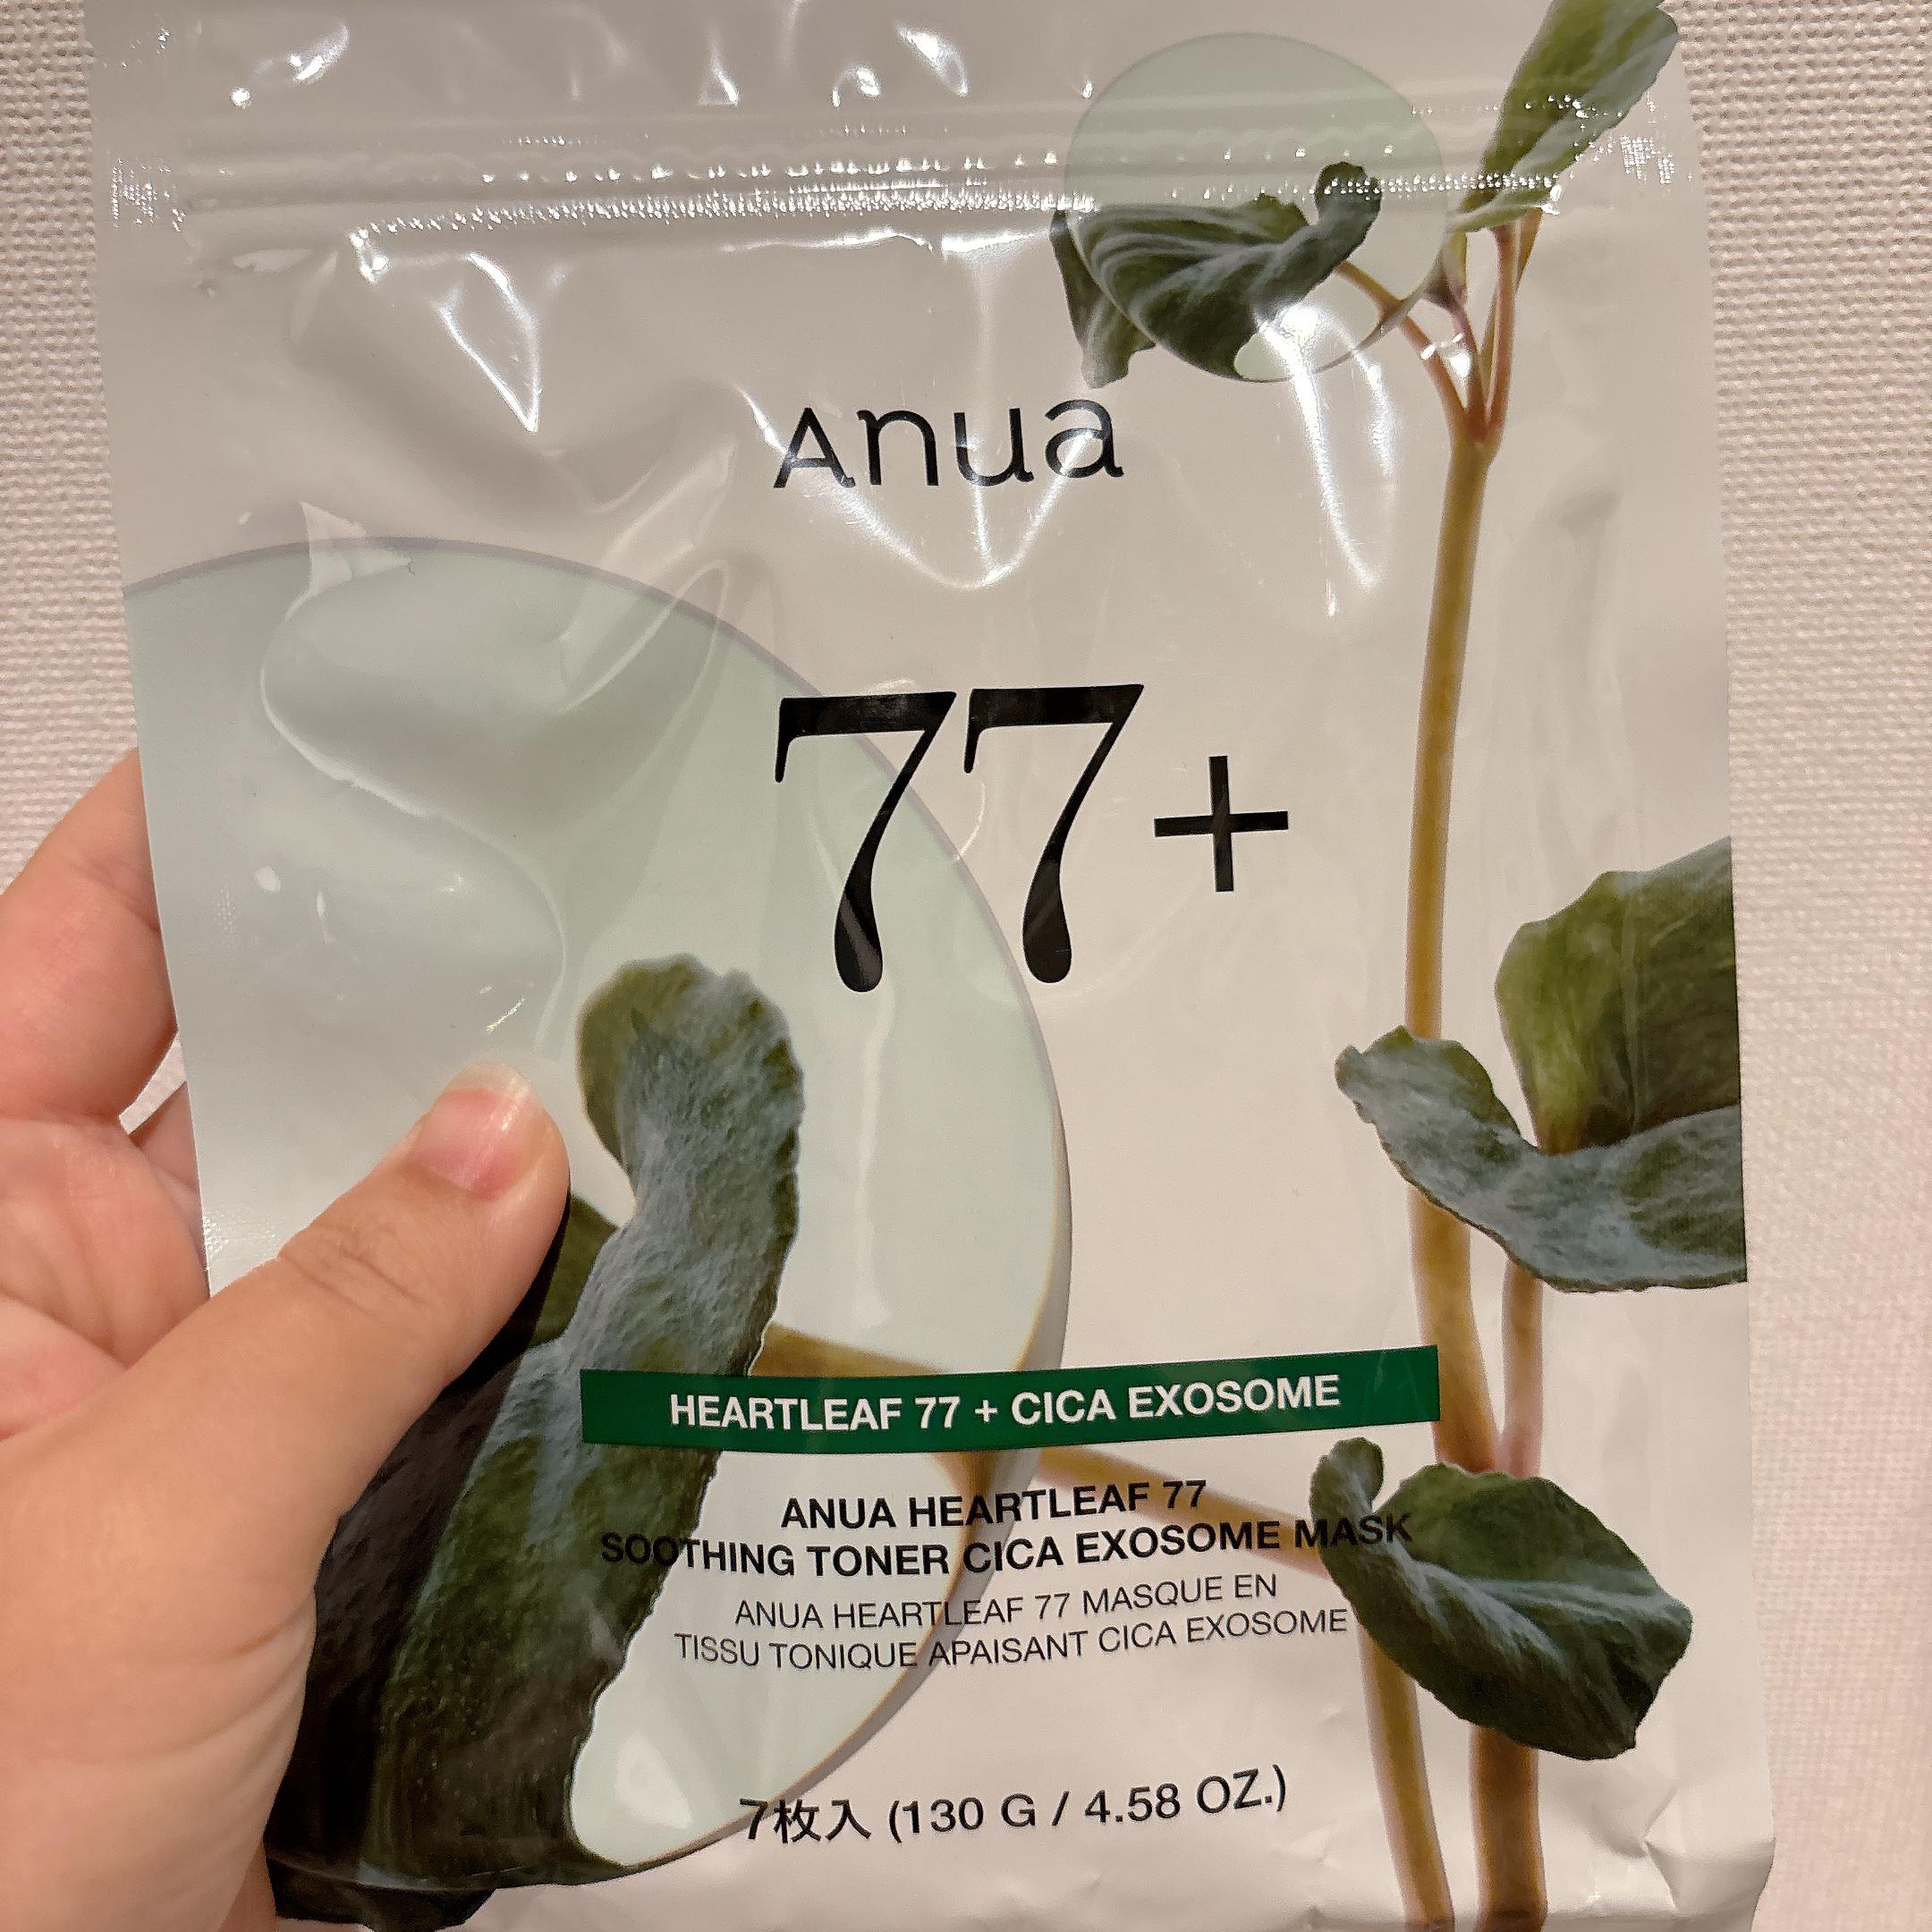 Anua
77+
HEARTLEAF 77 + CICA EXOSOME
ANUA HEARTLEAF 77
SOOTHING TONER CICA EXOSOME MASK
ANUA HEARTLEAF 77 MASQUE EN
TISSU TONIQUE APAISANT CICA EXOSOME
7枚入 (130 G / 4.58 OZ.)